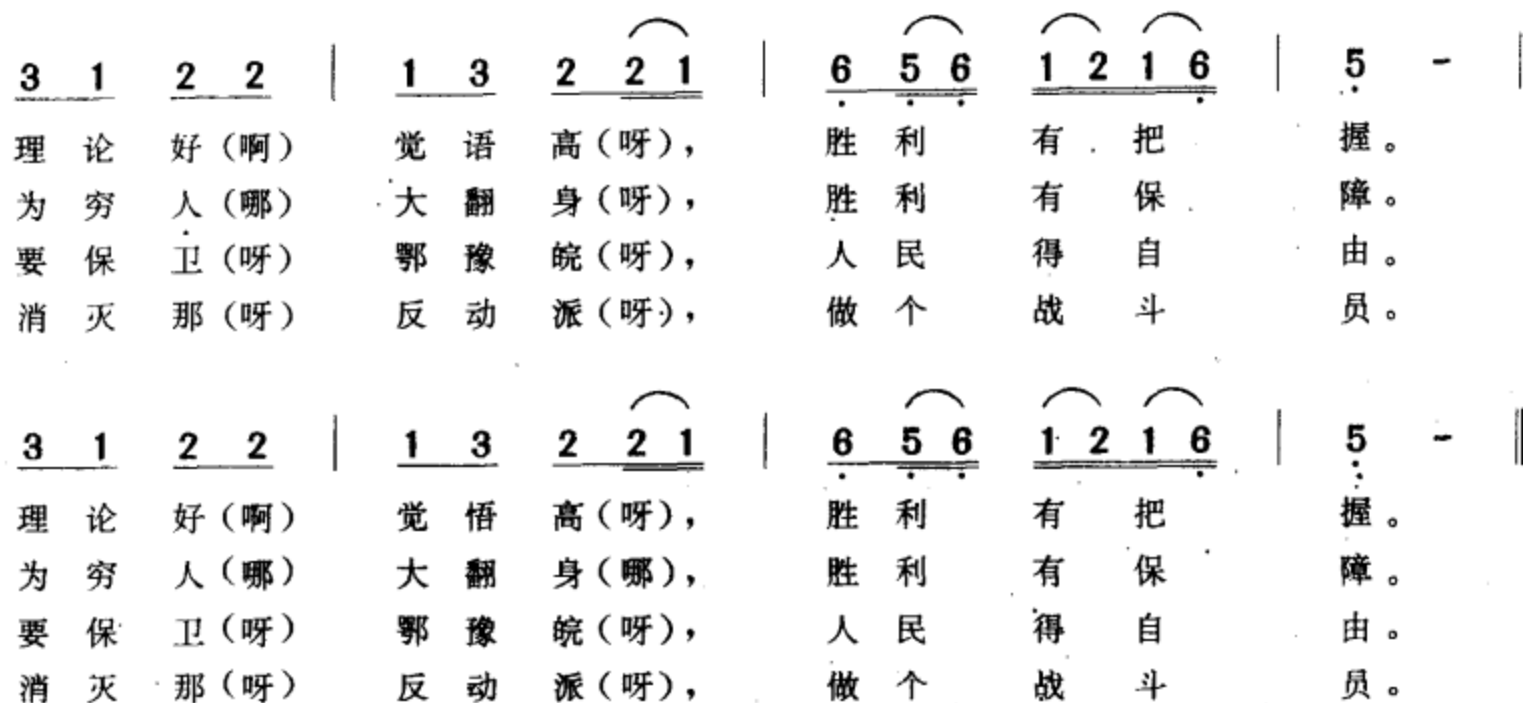 3 1 2 2 | 1 3 2 2 1 | 6 5 6 1 2 1 6 | 5 - |
理 论 好（啊） 觉 语 高（呀）， 胜 利 有 把 握。
为 穷 人（哪） 大 翻 身（呀）， 胜 利 有 保 障。
要 保 卫（呀） 鄂 豫 皖（呀）， 人 民 得 自 由。
消 灭 那（呀） 反 动 派（呀）， 做 个 战 斗 员。
3 1 2 2 | 1 3 2 2 1 | 6 5 6 1 2 1 6 | 5 - ‖
理 论 好（啊） 觉 悟 高（呀）， 胜 利 有 把 握。
为 穷 人（哪） 大 翻 身（哪）， 胜 利 有 保 障。
要 保 卫（呀） 鄂 豫 皖（呀）， 人 民 得 自 由。
消 灭 那（呀） 反 动 派（呀）， 做 个 战 斗 员。